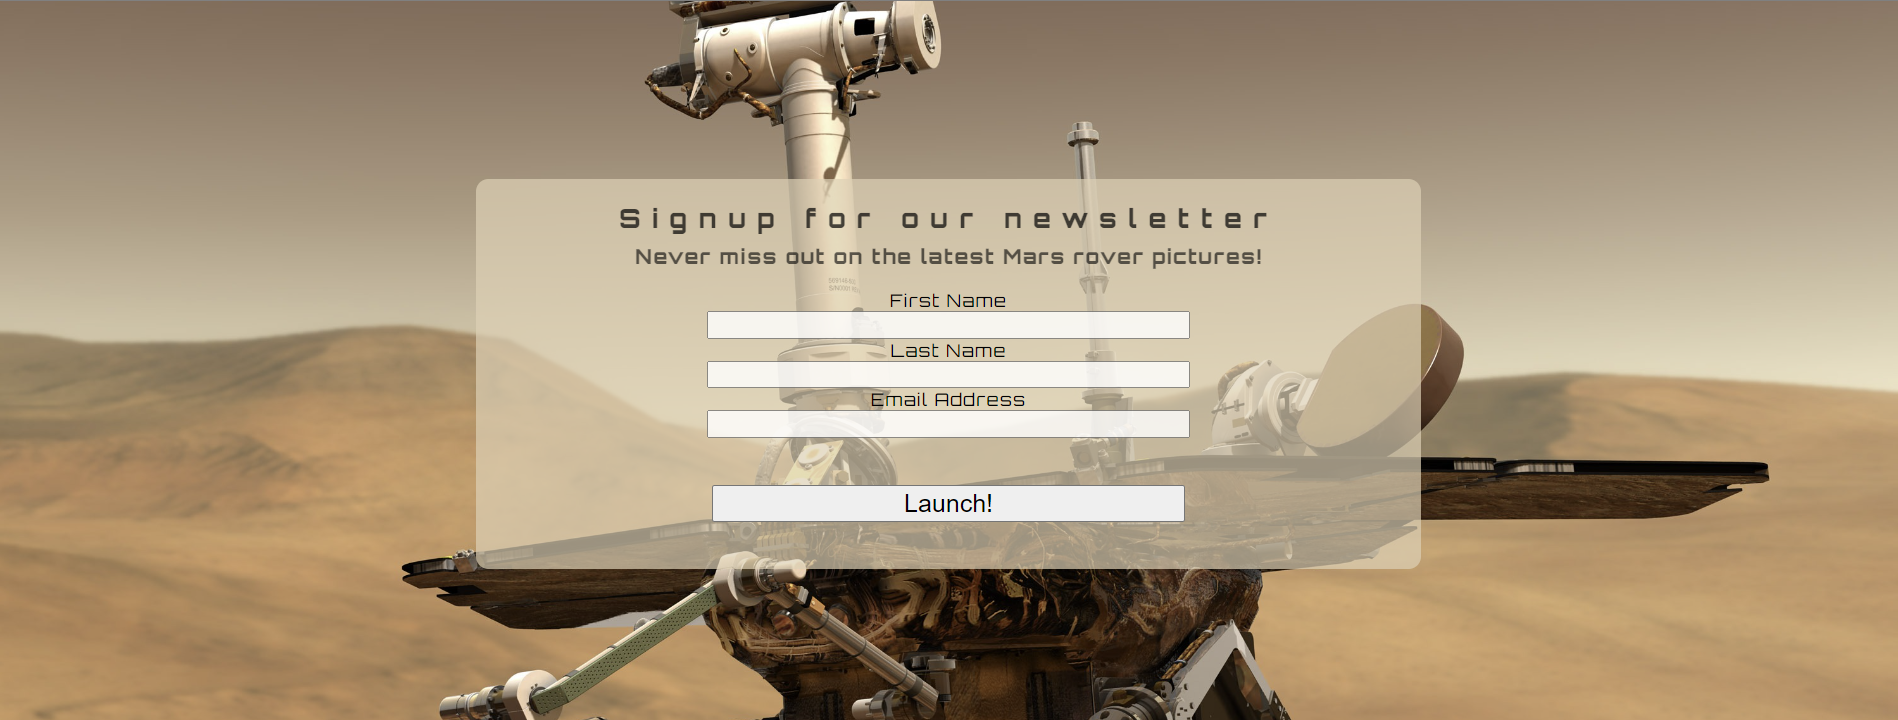 Signup for our newsletter
Never miss out on the latest Mars rover pictures!
First Name
Last Name
Email Address
Launch!